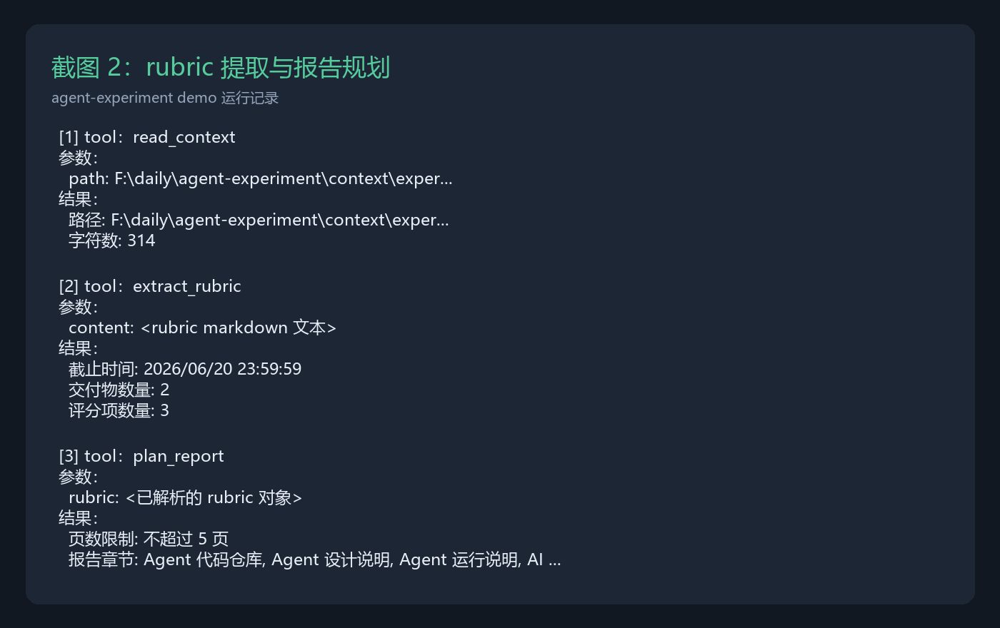 截图 2：rubric 提取与报告规划
agent-experiment demo 运行记录
[1] tool：read_context
参数：
path: F:\daily\agent-experiment\context\exper...
结果：
路径: F:\daily\agent-experiment\context\exper...
字符数: 314
[2] tool：extract_rubric
参数：
content: <rubric markdown 文本>
结果：
截止时间: 2026/06/20 23:59:59
交付物数量: 2
评分项数量: 3
[3] tool：plan_report
参数：
rubric: <已解析的 rubric 对象>
结果：
页数限制: 不超过 5 页
报告章节: Agent 代码仓库, Agent 设计说明, Agent 运行说明, AI ...